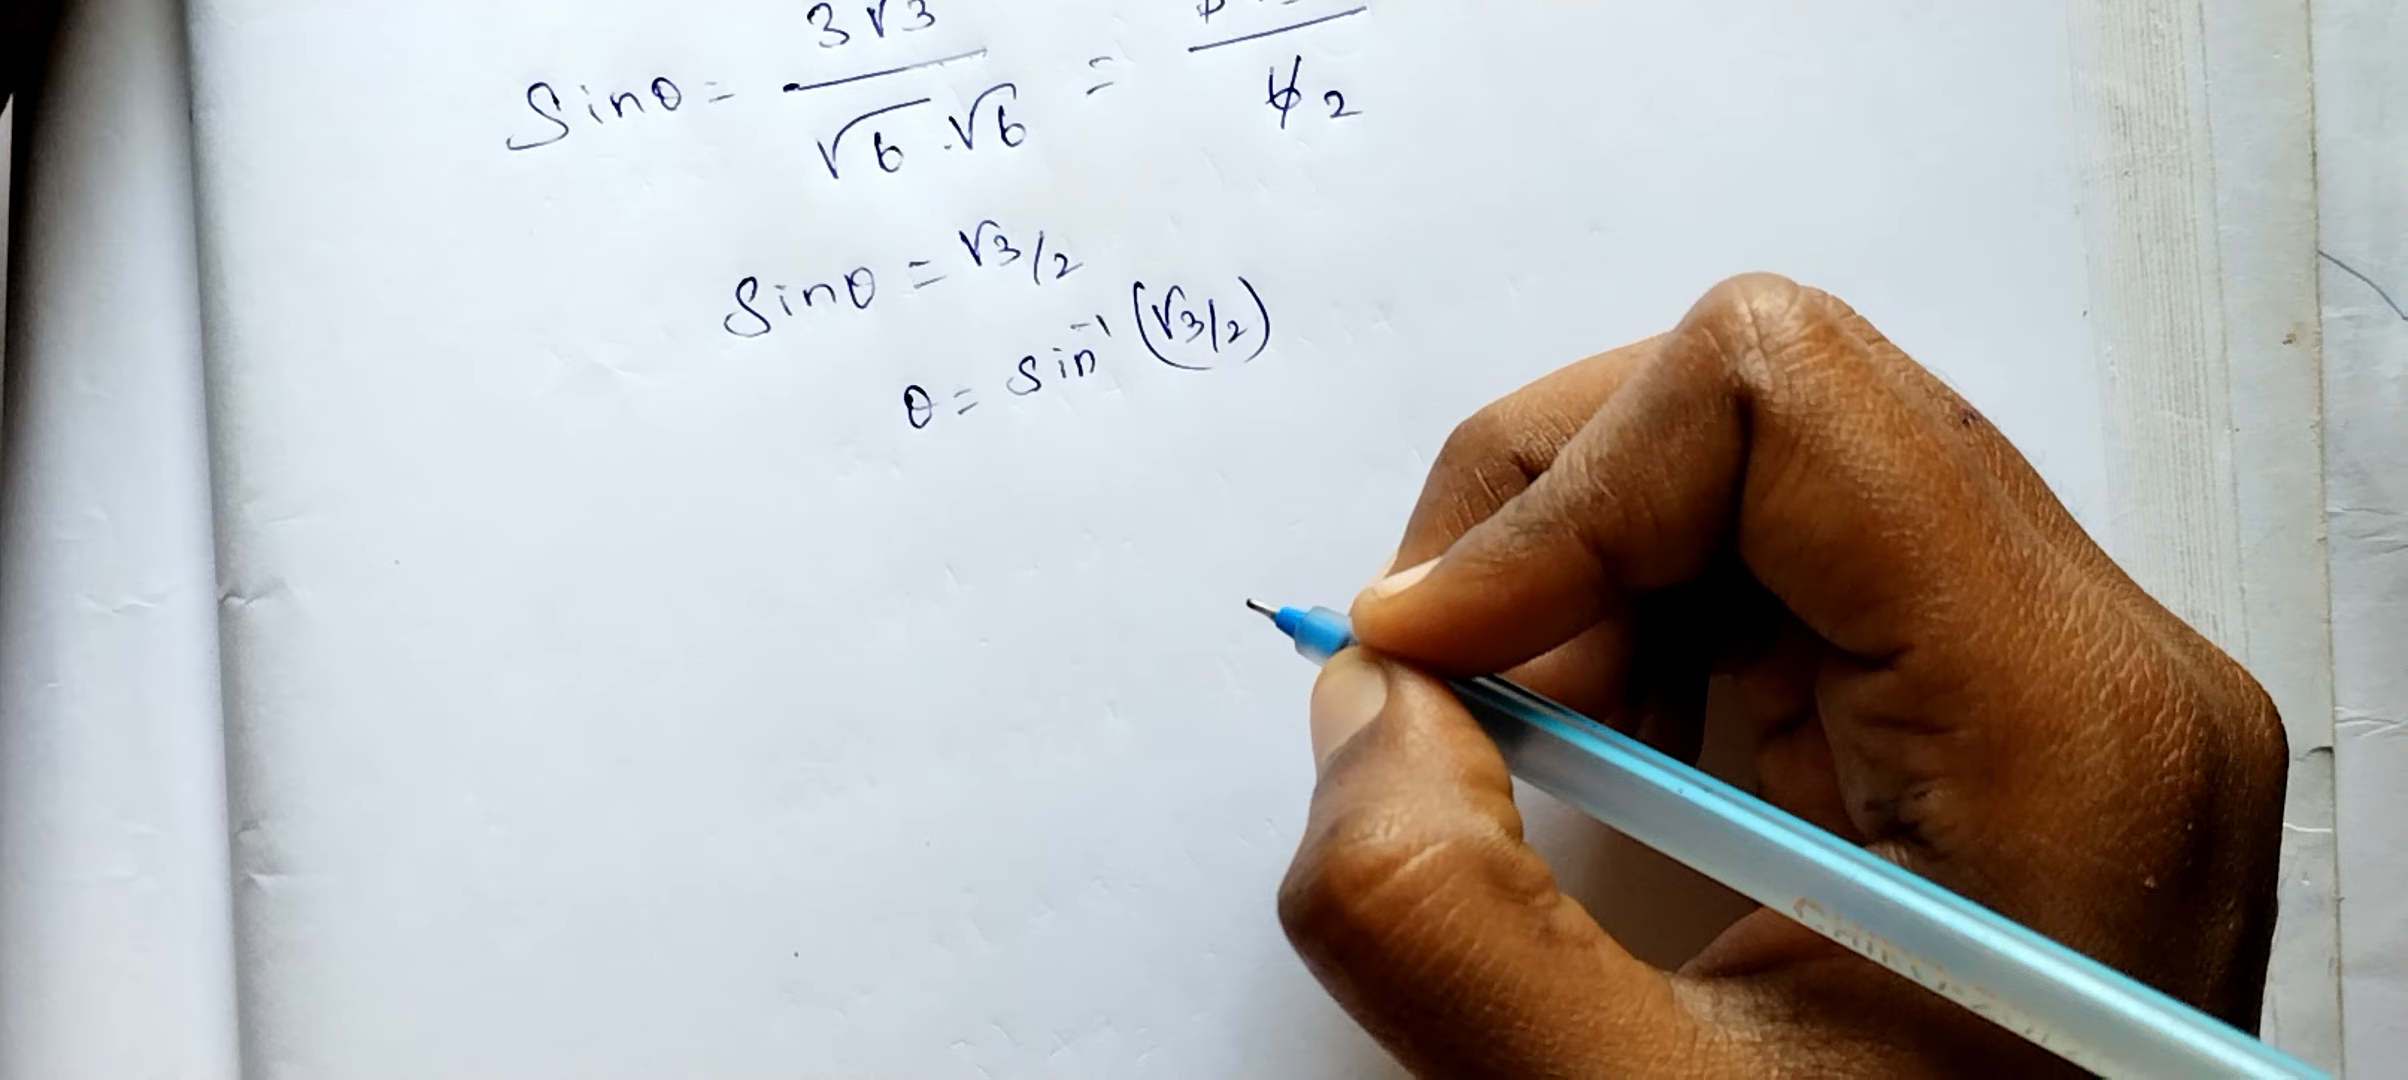 Sinθ = 3√3 / √6 . √6 = / 6 2
Sinθ = √3/2
θ = sin⁻¹ (√3/2)